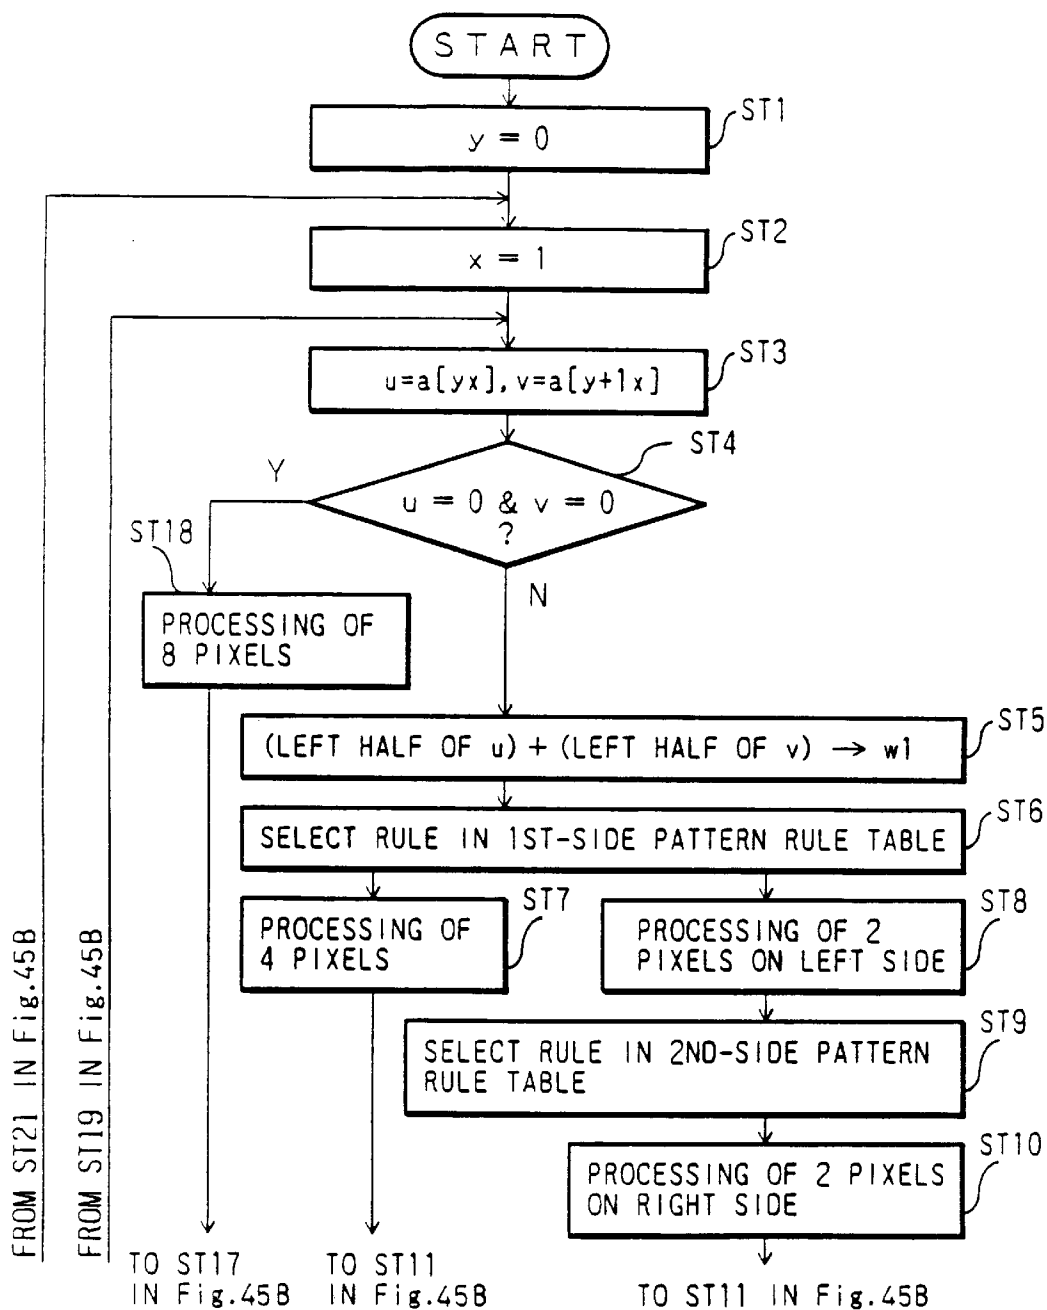 START
ST1
y = 0
ST2
x = 1
ST3
u=a[yx], v=a[y+1x]
ST4
Y
u = 0 & v = 0
?
ST18
N
PROCESSING OF
8 PIXELS
ST5
(LEFT HALF OF u) + (LEFT HALF OF v) → w1
ST6
SELECT RULE IN 1ST-SIDE PATTERN RULE TABLE
ST7
PROCESSING OF
4 PIXELS
ST8
PROCESSING OF 2
PIXELS ON LEFT SIDE
ST9
SELECT RULE IN 2ND-SIDE PATTERN
RULE TABLE
ST10
PROCESSING OF 2 PIXELS
ON RIGHT SIDE
FROM ST21 IN Fig.45B
FROM ST19 IN Fig.45B
TO ST17
IN Fig.45B
TO ST11
IN Fig.45B
TO ST11 IN Fig.45B